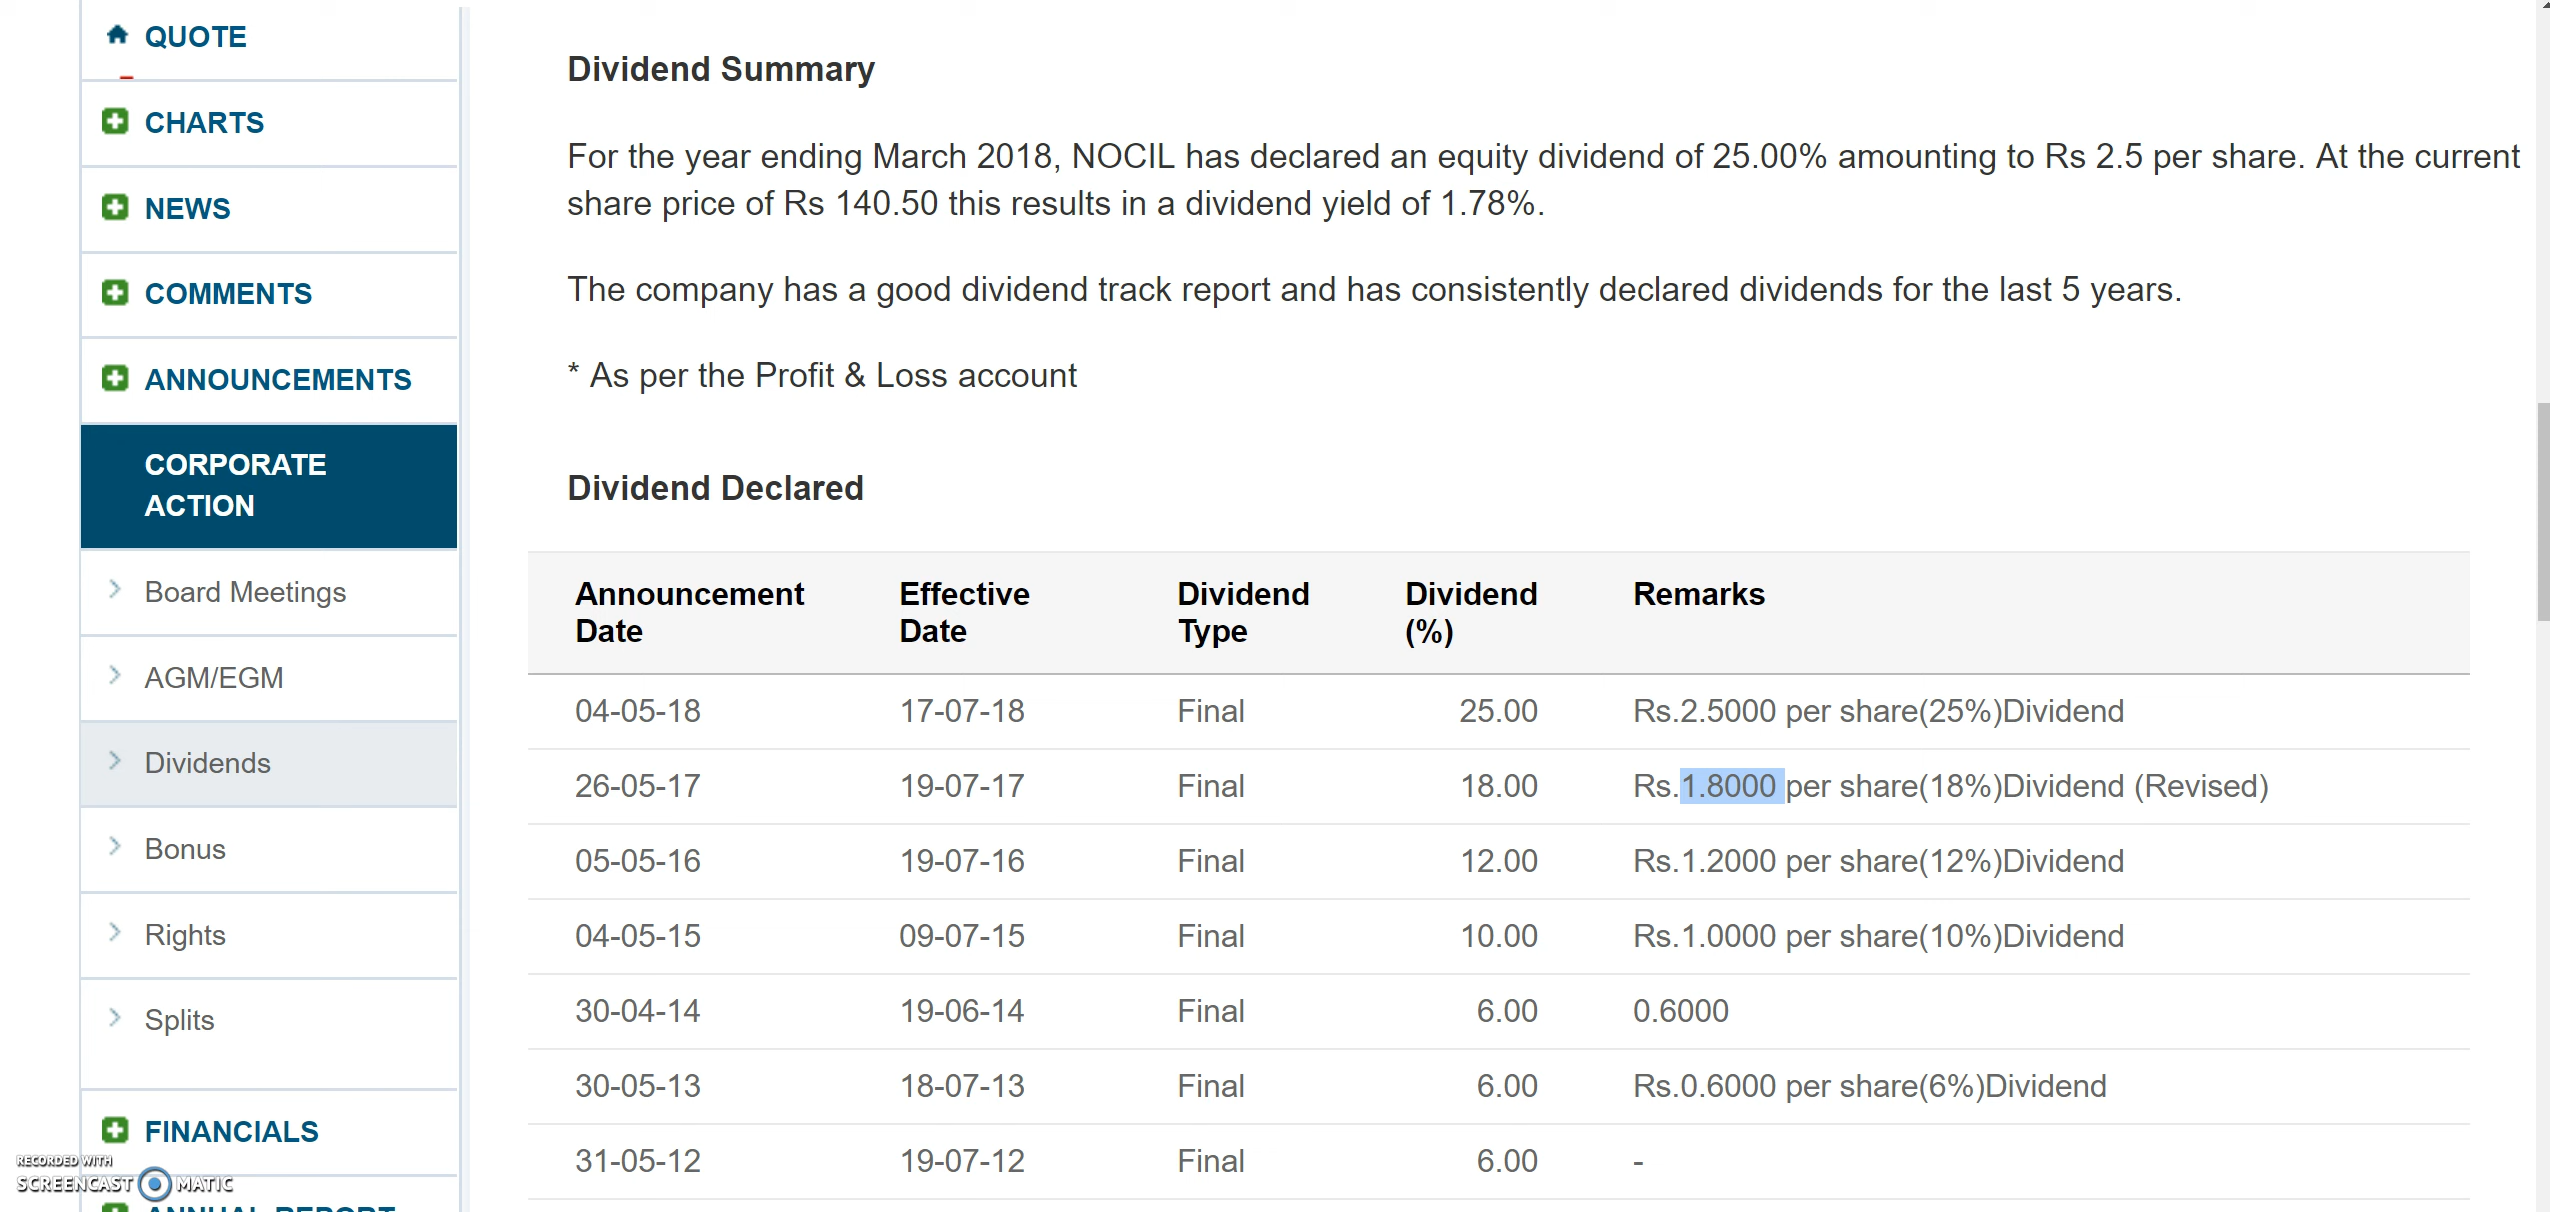 QUOTE
CHARTS
NEWS
COMMENTS
ANNOUNCEMENTS
CORPORATE
ACTION
Board Meetings
AGM/EGM
Dividends
Bonus
Rights
Splits
FINANCIALS
ANNUAL REPORT
Dividend Summary
For the year ending March 2018, NOCIL has declared an equity dividend of 25.00% amounting to Rs 2.5 per share. At the current
share price of Rs 140.50 this results in a dividend yield of 1.78%.
The company has a good dividend track report and has consistently declared dividends for the last 5 years.
* As per the Profit & Loss account
Dividend Declared
Announcement Date Effective Date Dividend Type Dividend (%) Remarks
04-05-18 17-07-18 Final 25.00 Rs.2.5000 per share(25%)Dividend
26-05-17 19-07-17 Final 18.00 Rs.1.8000 per share(18%)Dividend (Revised)
05-05-16 19-07-16 Final 12.00 Rs.1.2000 per share(12%)Dividend
04-05-15 09-07-15 Final 10.00 Rs.1.0000 per share(10%)Dividend
30-04-14 19-06-14 Final 6.00 0.6000
30-05-13 18-07-13 Final 6.00 Rs.0.6000 per share(6%)Dividend
31-05-12 19-07-12 Final 6.00 -
RECORDED WITH
SCREENCAST MATIC